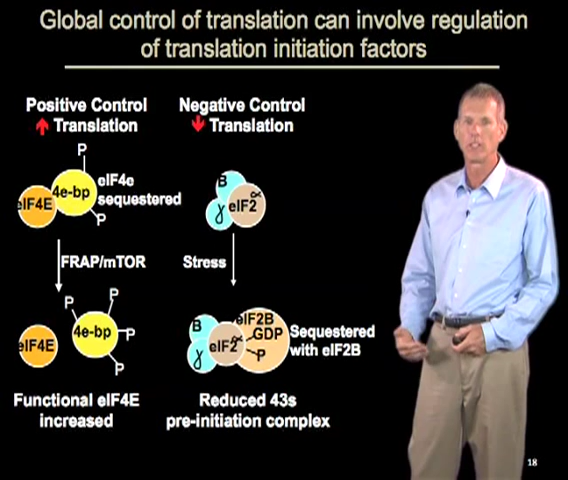 Global control of translation can involve regulation
of translation initiation factors
Positive Control
Translation
Negative Control
Translation
P
eIF4E
4e-bp
P
eIF4e
sequestered
B
γ
eIF2
α
FRAP/mTOR
Stress
P
P
eIF4E
4e-bp
P
P
B
γ
eIF2
α
eIF2B
GDP
P
Sequestered
with eIF2B
Functional eIF4E
increased
Reduced 43s
pre-initiation complex
18